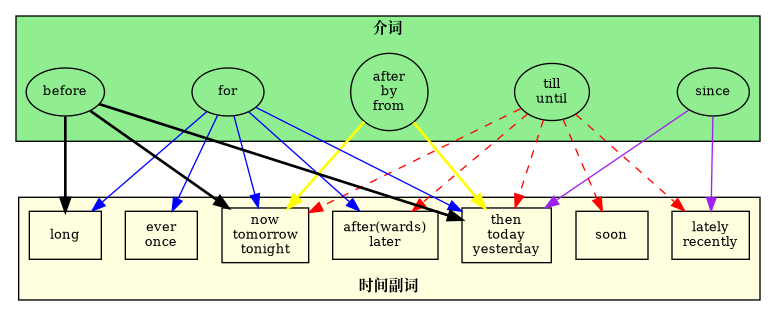 介词
before
for
after
by
from
till
until
since
long
ever
once
now
tomorrow
tonight
after(wards)
later
then
today
yesterday
soon
lately
recently
时间副词